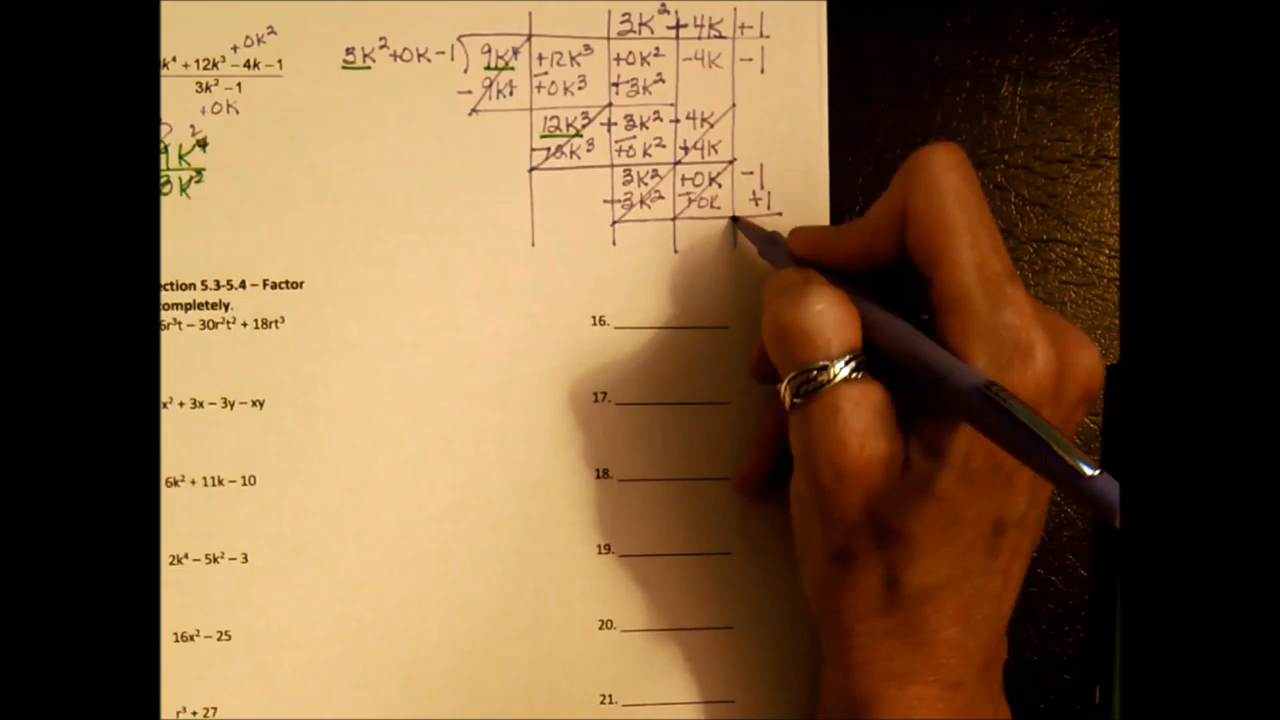 3K² + 4K + 1
+0K²
3K²+0K-1) 9K⁴ +12K³ +0K² -4K -1
k⁴ + 12k³ − 4k − 1
3k² − 1
- 9K⁴ +0K³ +3K²
+0K
12K³ + 3K² - 4K
9K⁴
3K²
-12K³ +0K² +4K
3K² +0K -1
-3K² +0K +1
ction 5.3-5.4 – Factor
ompletely.
6r³t − 30r²t² + 18rt³ 16.
x² + 3x − 3y − xy 17.
6k² + 11k − 10 18.
2k⁴ − 5k² − 3 19.
16x² − 25 20.
r³ + 27 21.